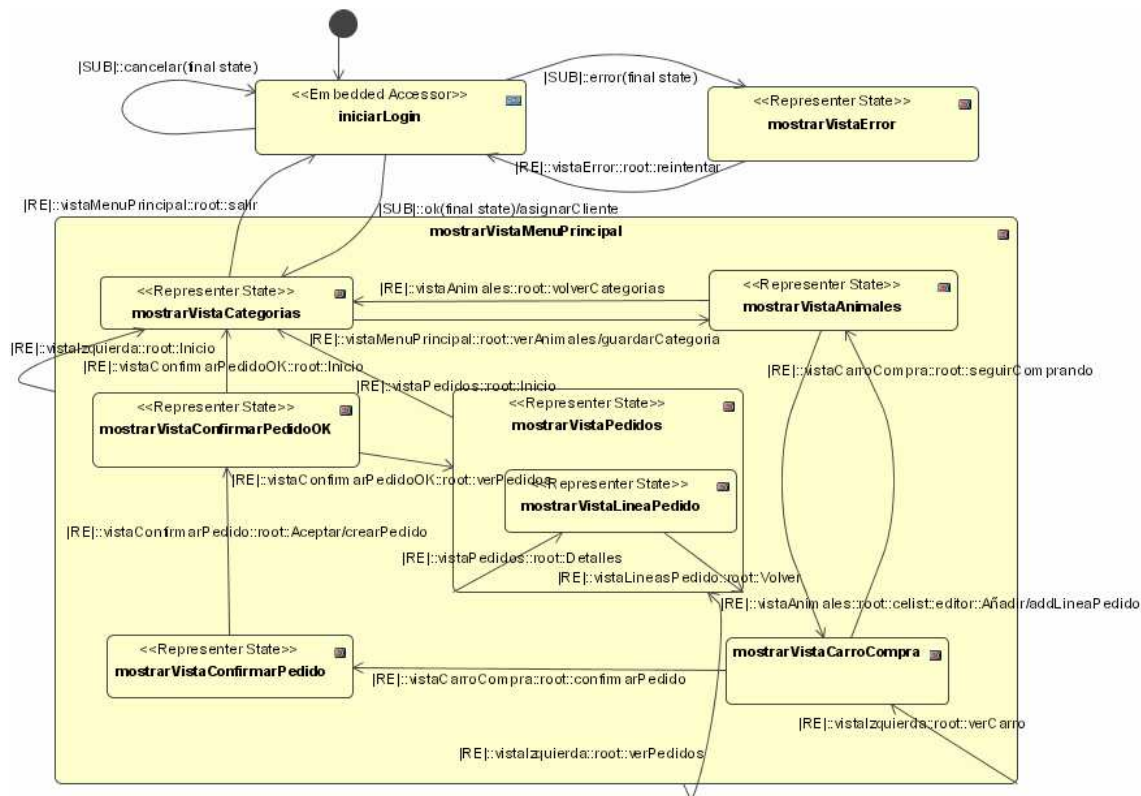 |SUB|::cancelar(final state)
|SUB|::error(final state)
<<Embedded Accessor>>
iniciarLogin
<<Representer State>>
mostrarVistaError
|RE|::vistaError::root::reintentar
|RE|::vistaMenuPrincipal::root::salir
|SUB|::ok(final state)/asignarCliente
mostrarVistaMenuPrincipal
<<Representer State>>
mostrarVistaCategorias
|RE|::vistaAnimales::root::volverCategorias
<<Representer State>>
mostrarVistaAnimales
|RE|::vistaMenuPrincipal::root::verAnimales/guardarCategoria
|RE|::vistaIzquierda::root::Inicio
|RE|::vistaConfirmarPedidoOK::root::Inicio
|RE|::vistaCarroCompra::root::seguirComprando
|RE|::vistaPedidos::root::Inicio
<<Representer State>>
mostrarVistaConfirmarPedidoOK
<<Representer State>>
mostrarVistaPedidos
|RE|::vistaConfirmarPedidoOK::root::verPedidos
<<Representer State>>
mostrarVistaLineaPedido
|RE|::vistaConfirmarPedido::root::Aceptar/crearPedido
|RE|::vistaPedidos::root::Detalles
|RE|::vistaLineasPedido::root::Volver
|RE|::vistaAnimales::root::celist::editor::Añadir/addLineaPedido
<<Representer State>>
mostrarVistaConfirmarPedido
mostrarVistaCarroCompra
|RE|::vistaCarroCompra::root::confirmarPedido
|RE|::vistaIzquierda::root::verCarro
|RE|::vistaIzquierda::root::verPedidos